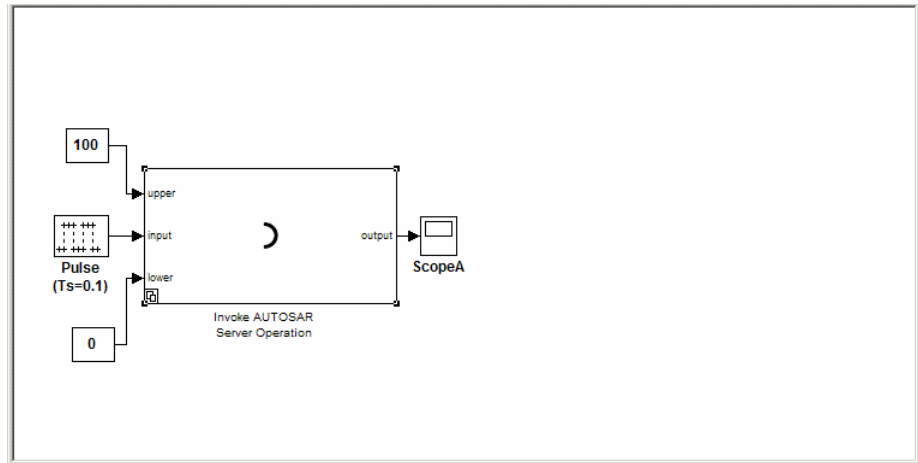 100
upper
input
output
Pulse
(Ts=0.1)
ScopeA
lower
Invoke AUTOSAR
Server Operation
0